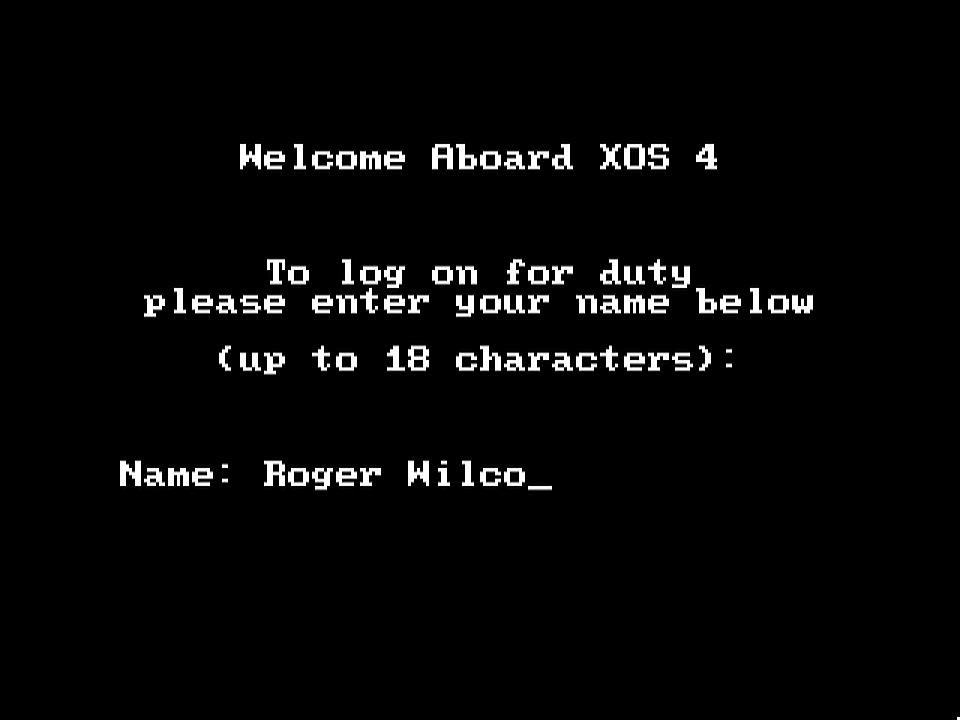 Welcome Aboard XOS 4
To log on for duty
please enter your name below
(up to 18 characters):
Name: Roger Wilco_